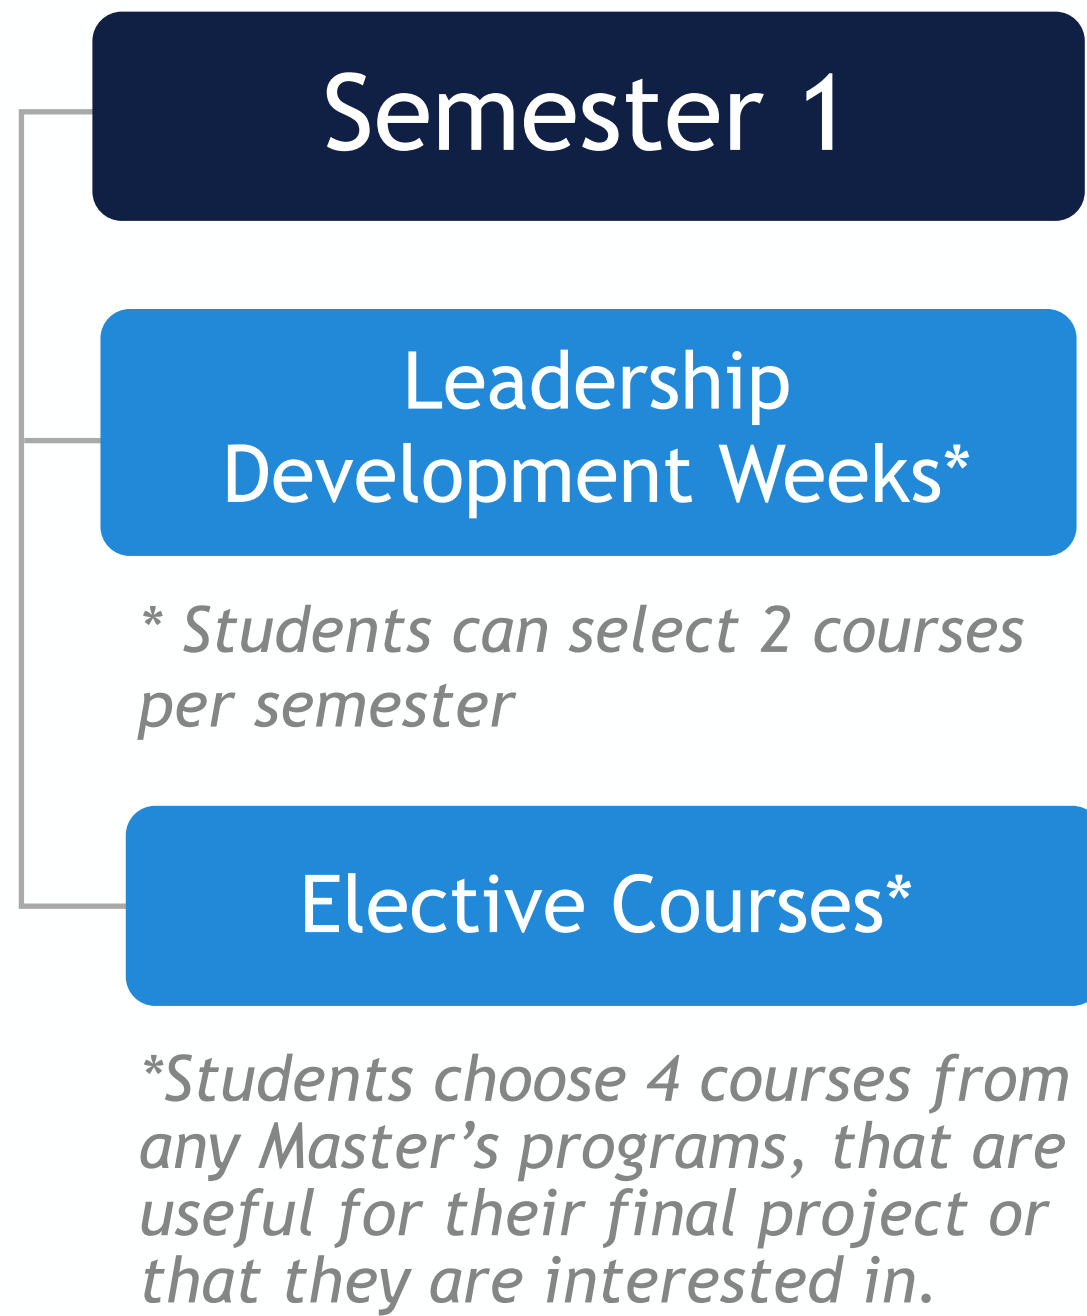 Semester 1
Leadership
Development Weeks*
* Students can select 2 courses
per semester
Elective Courses*
*Students choose 4 courses from
any Master’s programs, that are
useful for their final project or
that they are interested in.